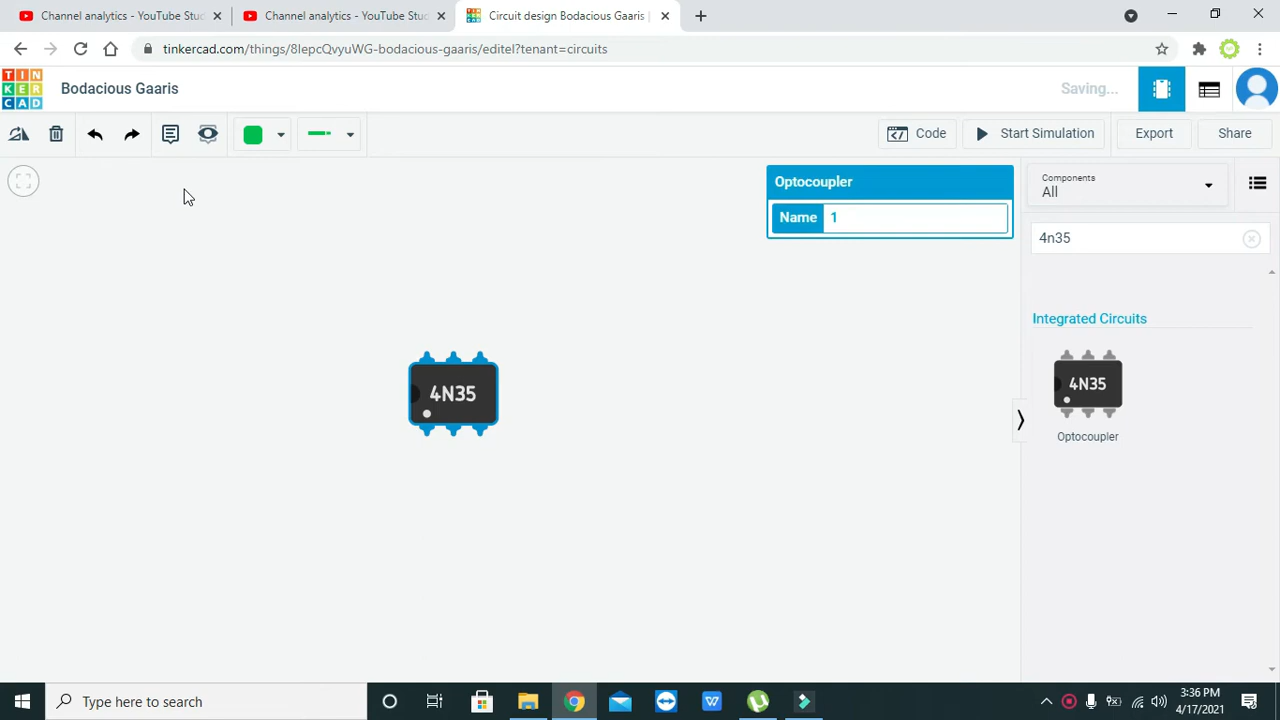 Channel analytics - YouTube Stud
Channel analytics - YouTube Stud
Circuit design Bodacious Gaaris |
tinkercad.com/things/8lepcQvyuWG-bodacious-gaaris/editel?tenant=circuits
TIN
KER
CAD
Bodacious Gaaris
Saving...
Code
Start Simulation
Export
Share
Optocoupler
Name 1
Components
All
4n35
Integrated Circuits
4N35
Optocoupler
4N35
Type here to search
W
3:36 PM
4/17/2021